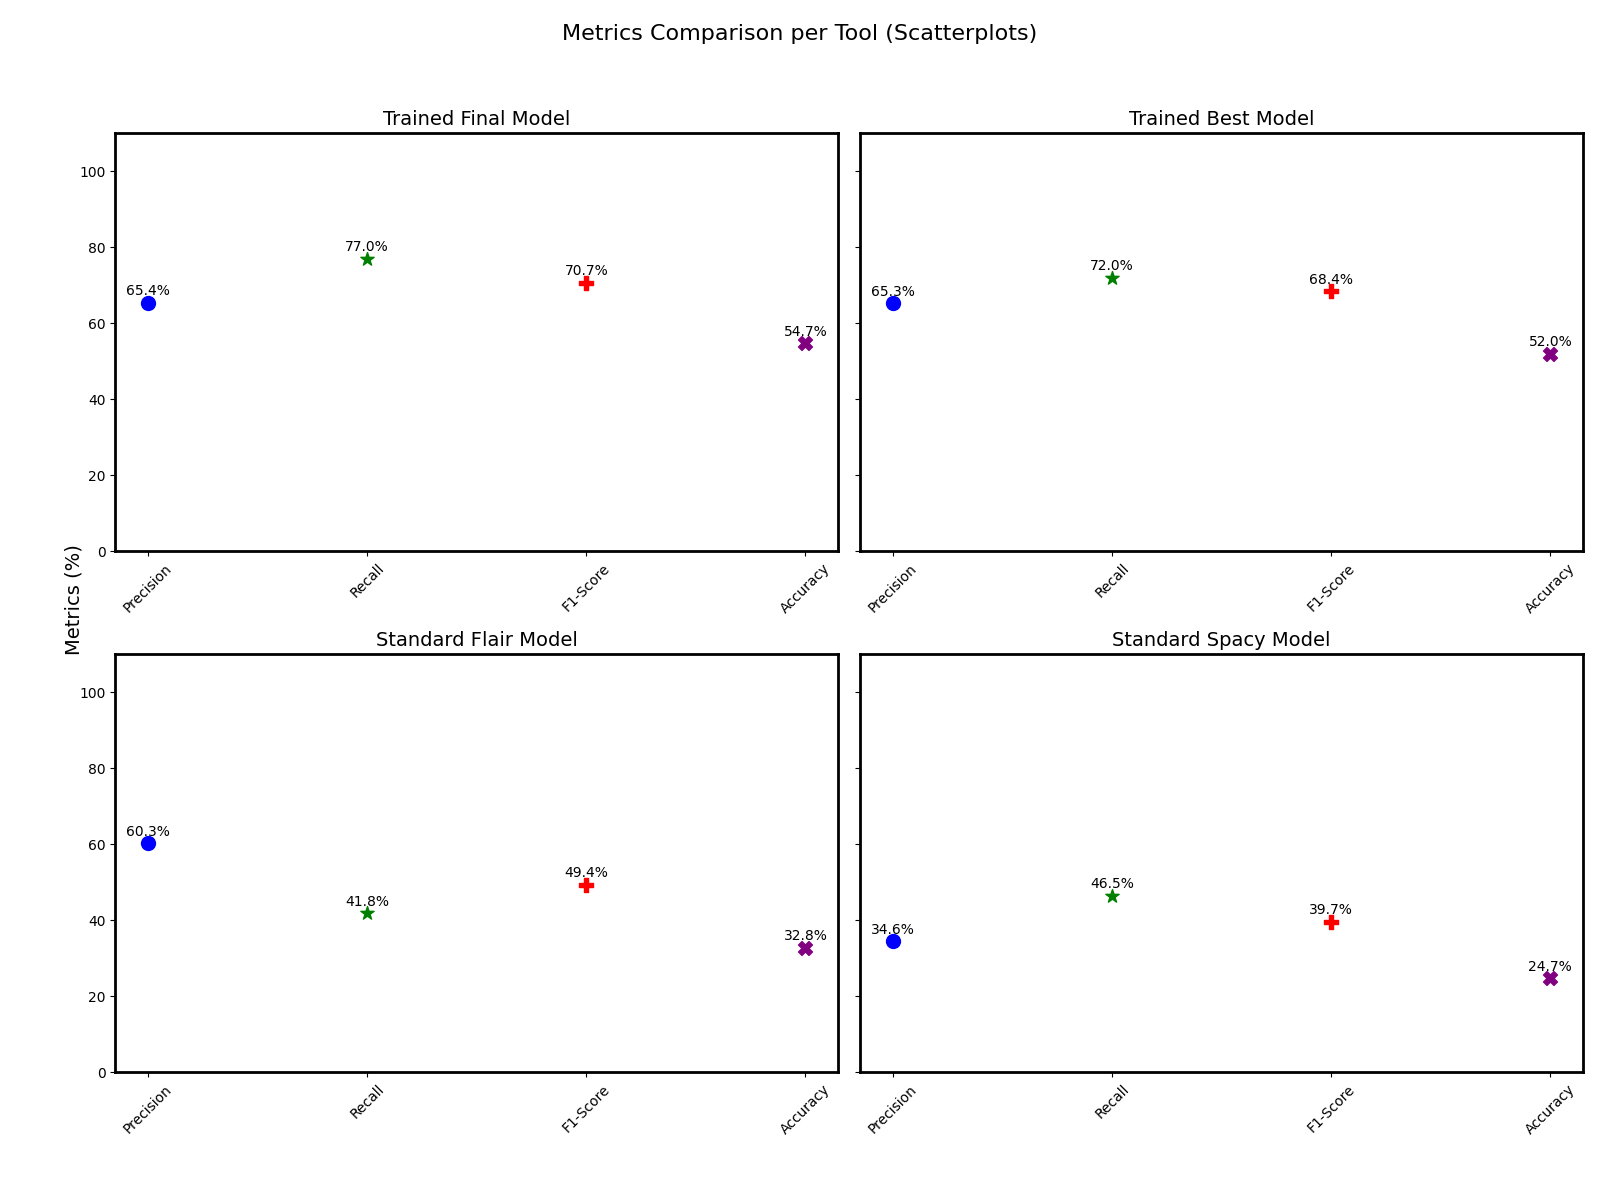 Metrics Comparison per Tool (Scatterplots)
Metrics (%)
Trained Final Model
100
80
60
40
20
0
65.4%
77.0%
70.7%
54.7%
Precision
Recall
F1-Score
Accuracy
Trained Best Model
65.3%
72.0%
68.4%
52.0%
Precision
Recall
F1-Score
Accuracy
Standard Flair Model
100
80
60
40
20
0
60.3%
41.8%
49.4%
32.8%
Precision
Recall
F1-Score
Accuracy
Standard Spacy Model
34.6%
46.5%
39.7%
24.7%
Precision
Recall
F1-Score
Accuracy